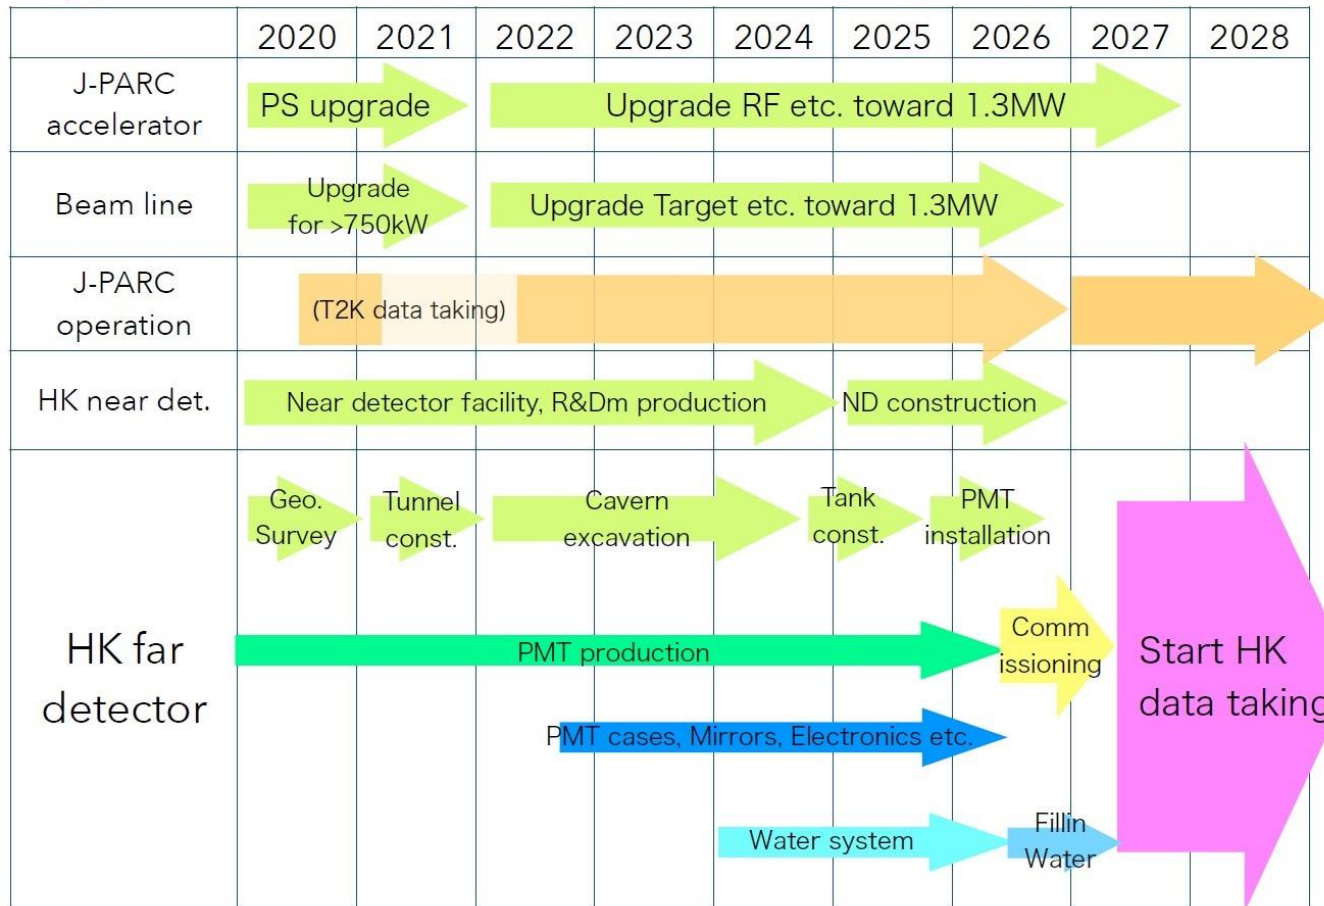 2020 2021 2022 2023 2024 2025 2026 2027 2028
J-PARC
accelerator
PS upgrade
Upgrade RF etc. toward 1.3MW
Beam line
Upgrade
for >750kW
Upgrade Target etc. toward 1.3MW
J-PARC
operation
(T2K data taking)
HK near det.
Near detector facility, R&Dm production
ND construction
HK far
detector
Geo.
Survey
Tunnel
const.
Cavern
excavation
Tank
const.
PMT
installation
PMT production
Comm
issioning
PMT cases, Mirrors, Electronics etc.
Water system
Fillin
Water
Start HK
data taking